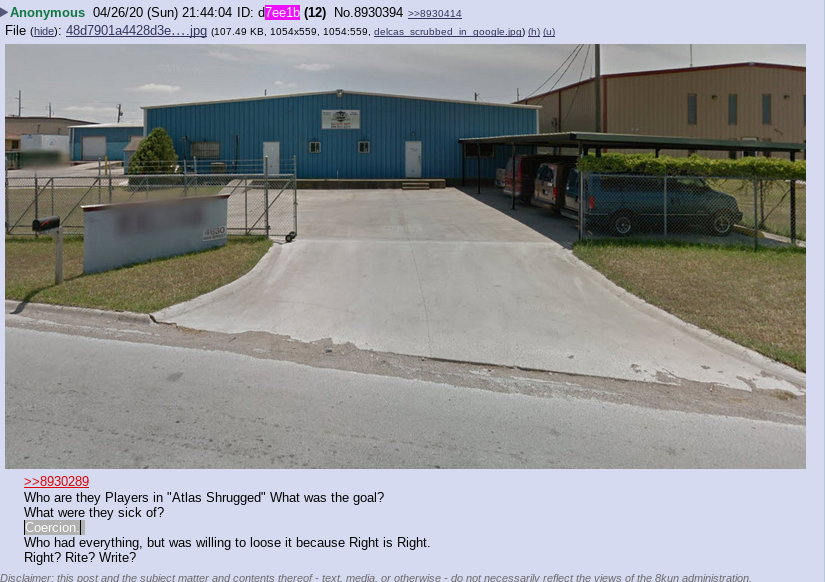 ▶Anonymous 04/26/20 (Sun) 21:44:04 ID: d7ee1b (12) No.8930394 >>8930414
File (hide): 48d7901a4428d3e….jpg (107.49 KB, 1054x559, 1054:559, delcas_scrubbed_in_google.jpg) (h) (u)
4630
>>8930289
Who are they Players in "Atlas Shrugged" What was the goal?
What were they sick of?
Coercion.
Who had everything, but was willing to loose it because Right is Right.
Right? Rite? Write?
Disclaimer: this post and the subject matter and contents thereof - text, media, or otherwise - do not necessarily reflect the views of the 8kun administration.